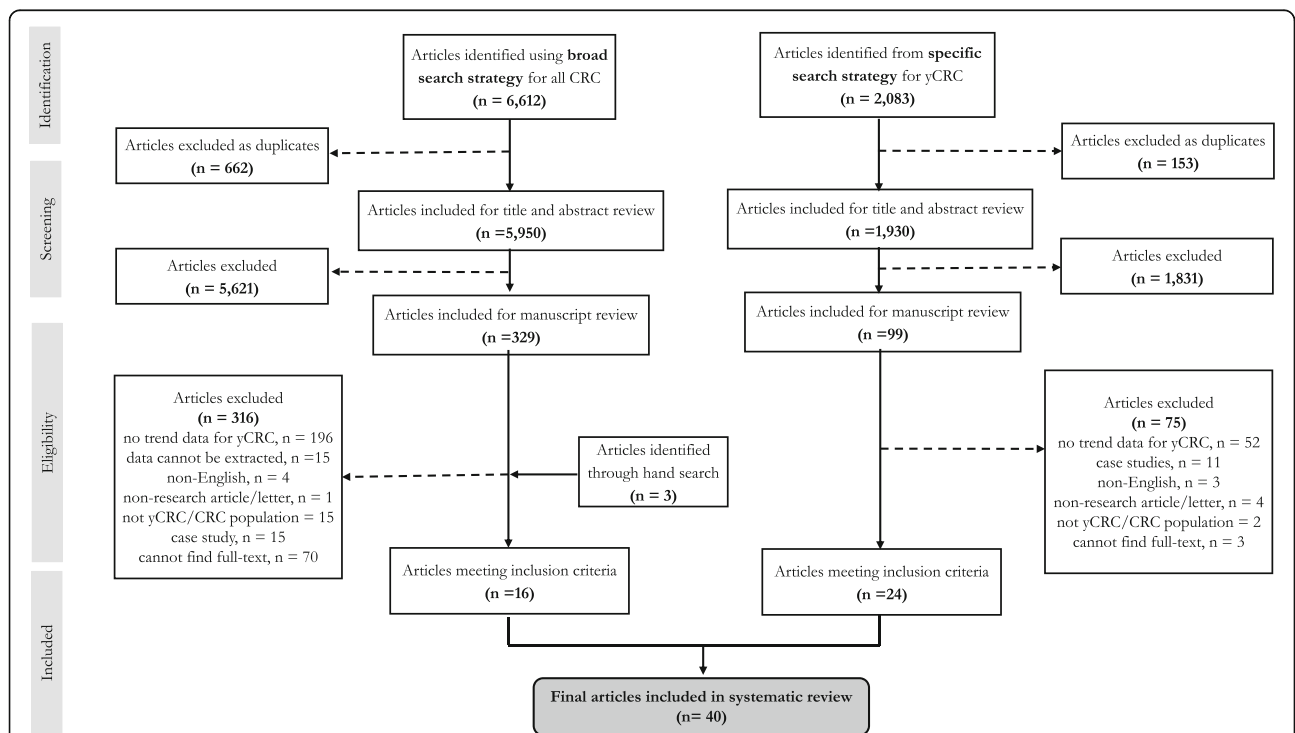 Identification
Articles identified using broad
search strategy for all CRC
(n = 6,612)
Articles identified from specific
search strategy for yCRC
(n = 2,083)
Articles excluded as duplicates
(n = 662)
Articles excluded as duplicates
(n = 153)
Screening
Articles included for title and abstract review
(n =5,950)
Articles included for title and abstract review
(n =1,930)
Articles excluded
(n = 5,621)
Articles excluded
(n = 1,831)
Articles included for manuscript review
(n =329)
Articles included for manuscript review
(n =99)
Eligibility
Articles excluded
(n = 316)
no trend data for yCRC, n = 196
data cannot be extracted, n =15
non-English, n = 4
non-research article/letter, n = 1
not yCRC/CRC population = 15
case study, n = 15
cannot find full-text, n = 70
Articles identified
through hand search
(n = 3)
Articles excluded
(n = 75)
no trend data for yCRC, n = 52
case studies, n = 11
non-English, n = 3
non-research article/letter, n = 4
not yCRC/CRC population = 2
cannot find full-text, n = 3
Articles meeting inclusion criteria
(n =16)
Articles meeting inclusion criteria
(n =24)
Included
Final articles included in systematic review
(n= 40)